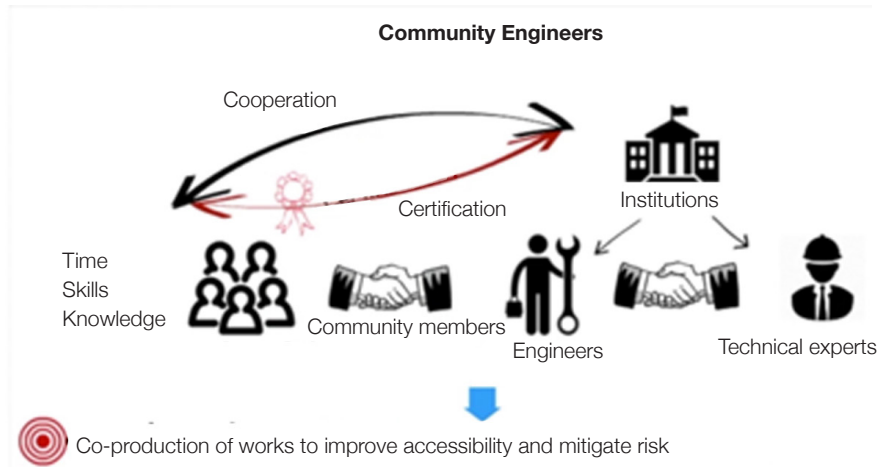 Community Engineers
Cooperation
Certification
Institutions
Time
Skills
Knowledge
Community members
Engineers
Technical experts
Co-production of works to improve accessibility and mitigate risk